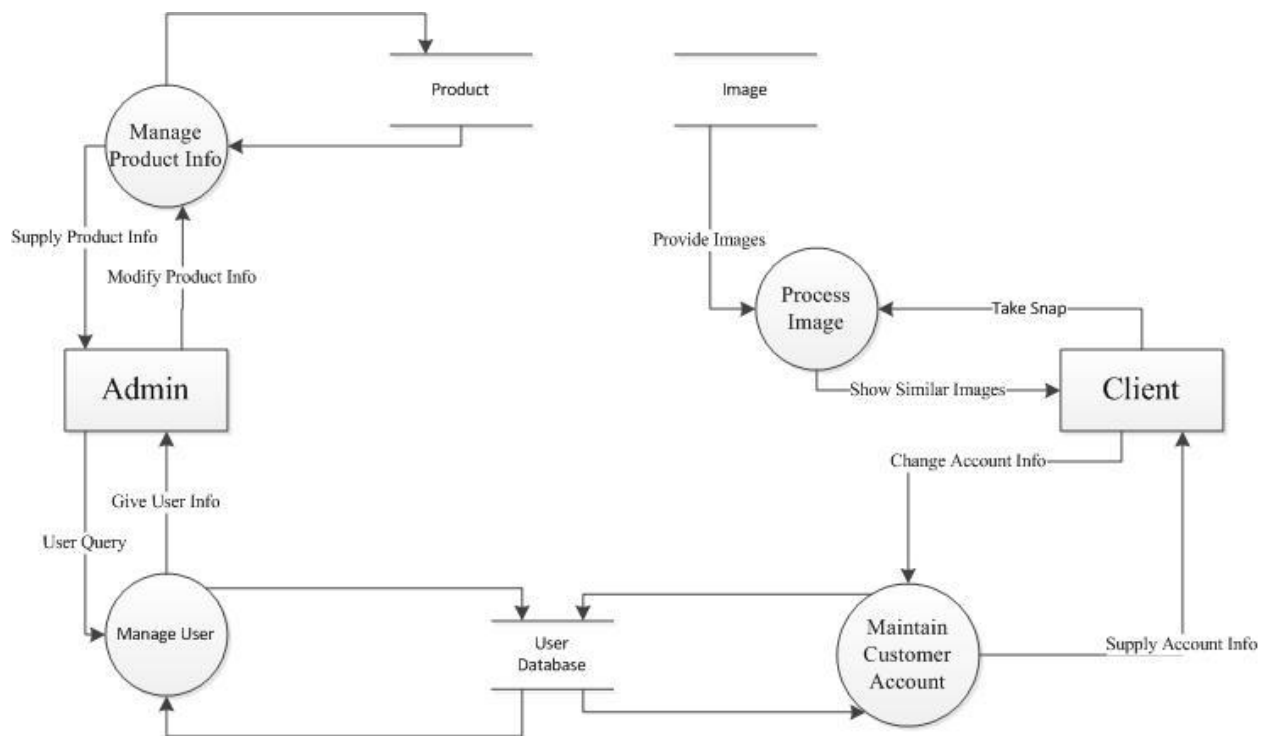 Product
Image
Manage
Product Info
Supply Product Info
Provide Images
Modify Product Info
Process
Image
Take Snap
Admin
Show Similar Images
Client
Change Account Info
Give User Info
User Query
Manage User
User
Database
Maintain
Customer
Account
Supply Account Info